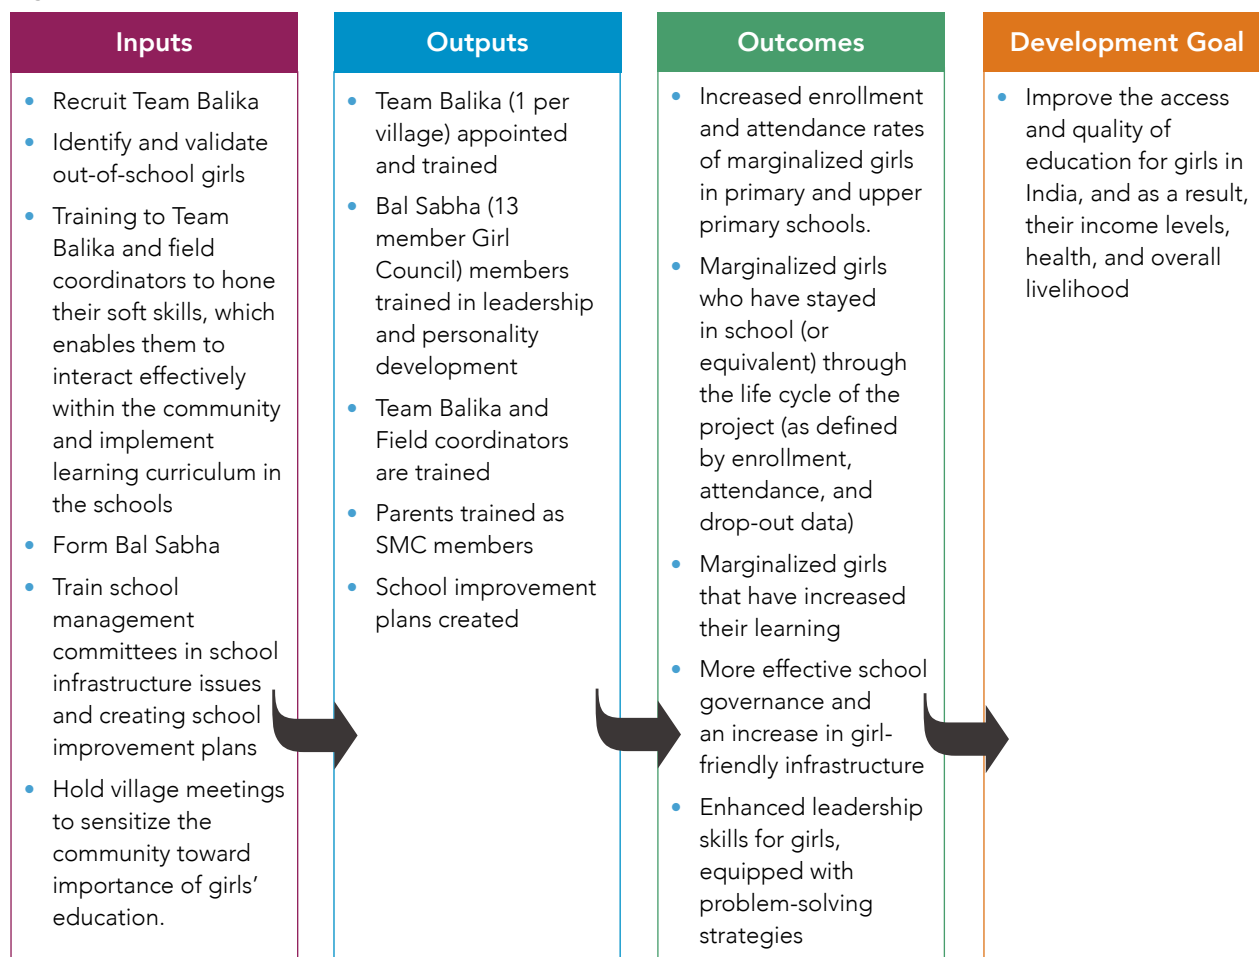 Inputs
Recruit Team Balika
Identify and validate
out-of-school girls
Training to Team
Balika and field
coordinators to hone
their soft skills, which
enables them to
interact effectively
within the community
and implement
learning curriculum in
the schools
Form Bal Sabha
Train school
management
committees in school
infrastructure issues
and creating school
improvement plans
Hold village meetings
to sensitize the
community toward
importance of girls’
education.
Outputs
Team Balika (1 per
village) appointed
and trained
Bal Sabha (13
member Girl
Council) members
trained in leadership
and personality
development
Team Balika and
Field coordinators
are trained
Parents trained as
SMC members
School improvement
plans created
Outcomes
Increased enrollment
and attendance rates
of marginalized girls
in primary and upper
primary schools.
Marginalized girls
who have stayed
in school (or
equivalent) through
the life cycle of the
project (as defined
by enrollment,
attendance, and
drop-out data)
Marginalized girls
that have increased
their learning
More effective school
governance and
an increase in girl-
friendly infrastructure
Enhanced leadership
skills for girls,
equipped with
problem-solving
strategies
Development Goal
Improve the access
and quality of
education for girls in
India, and as a result,
their income levels,
health, and overall
livelihood